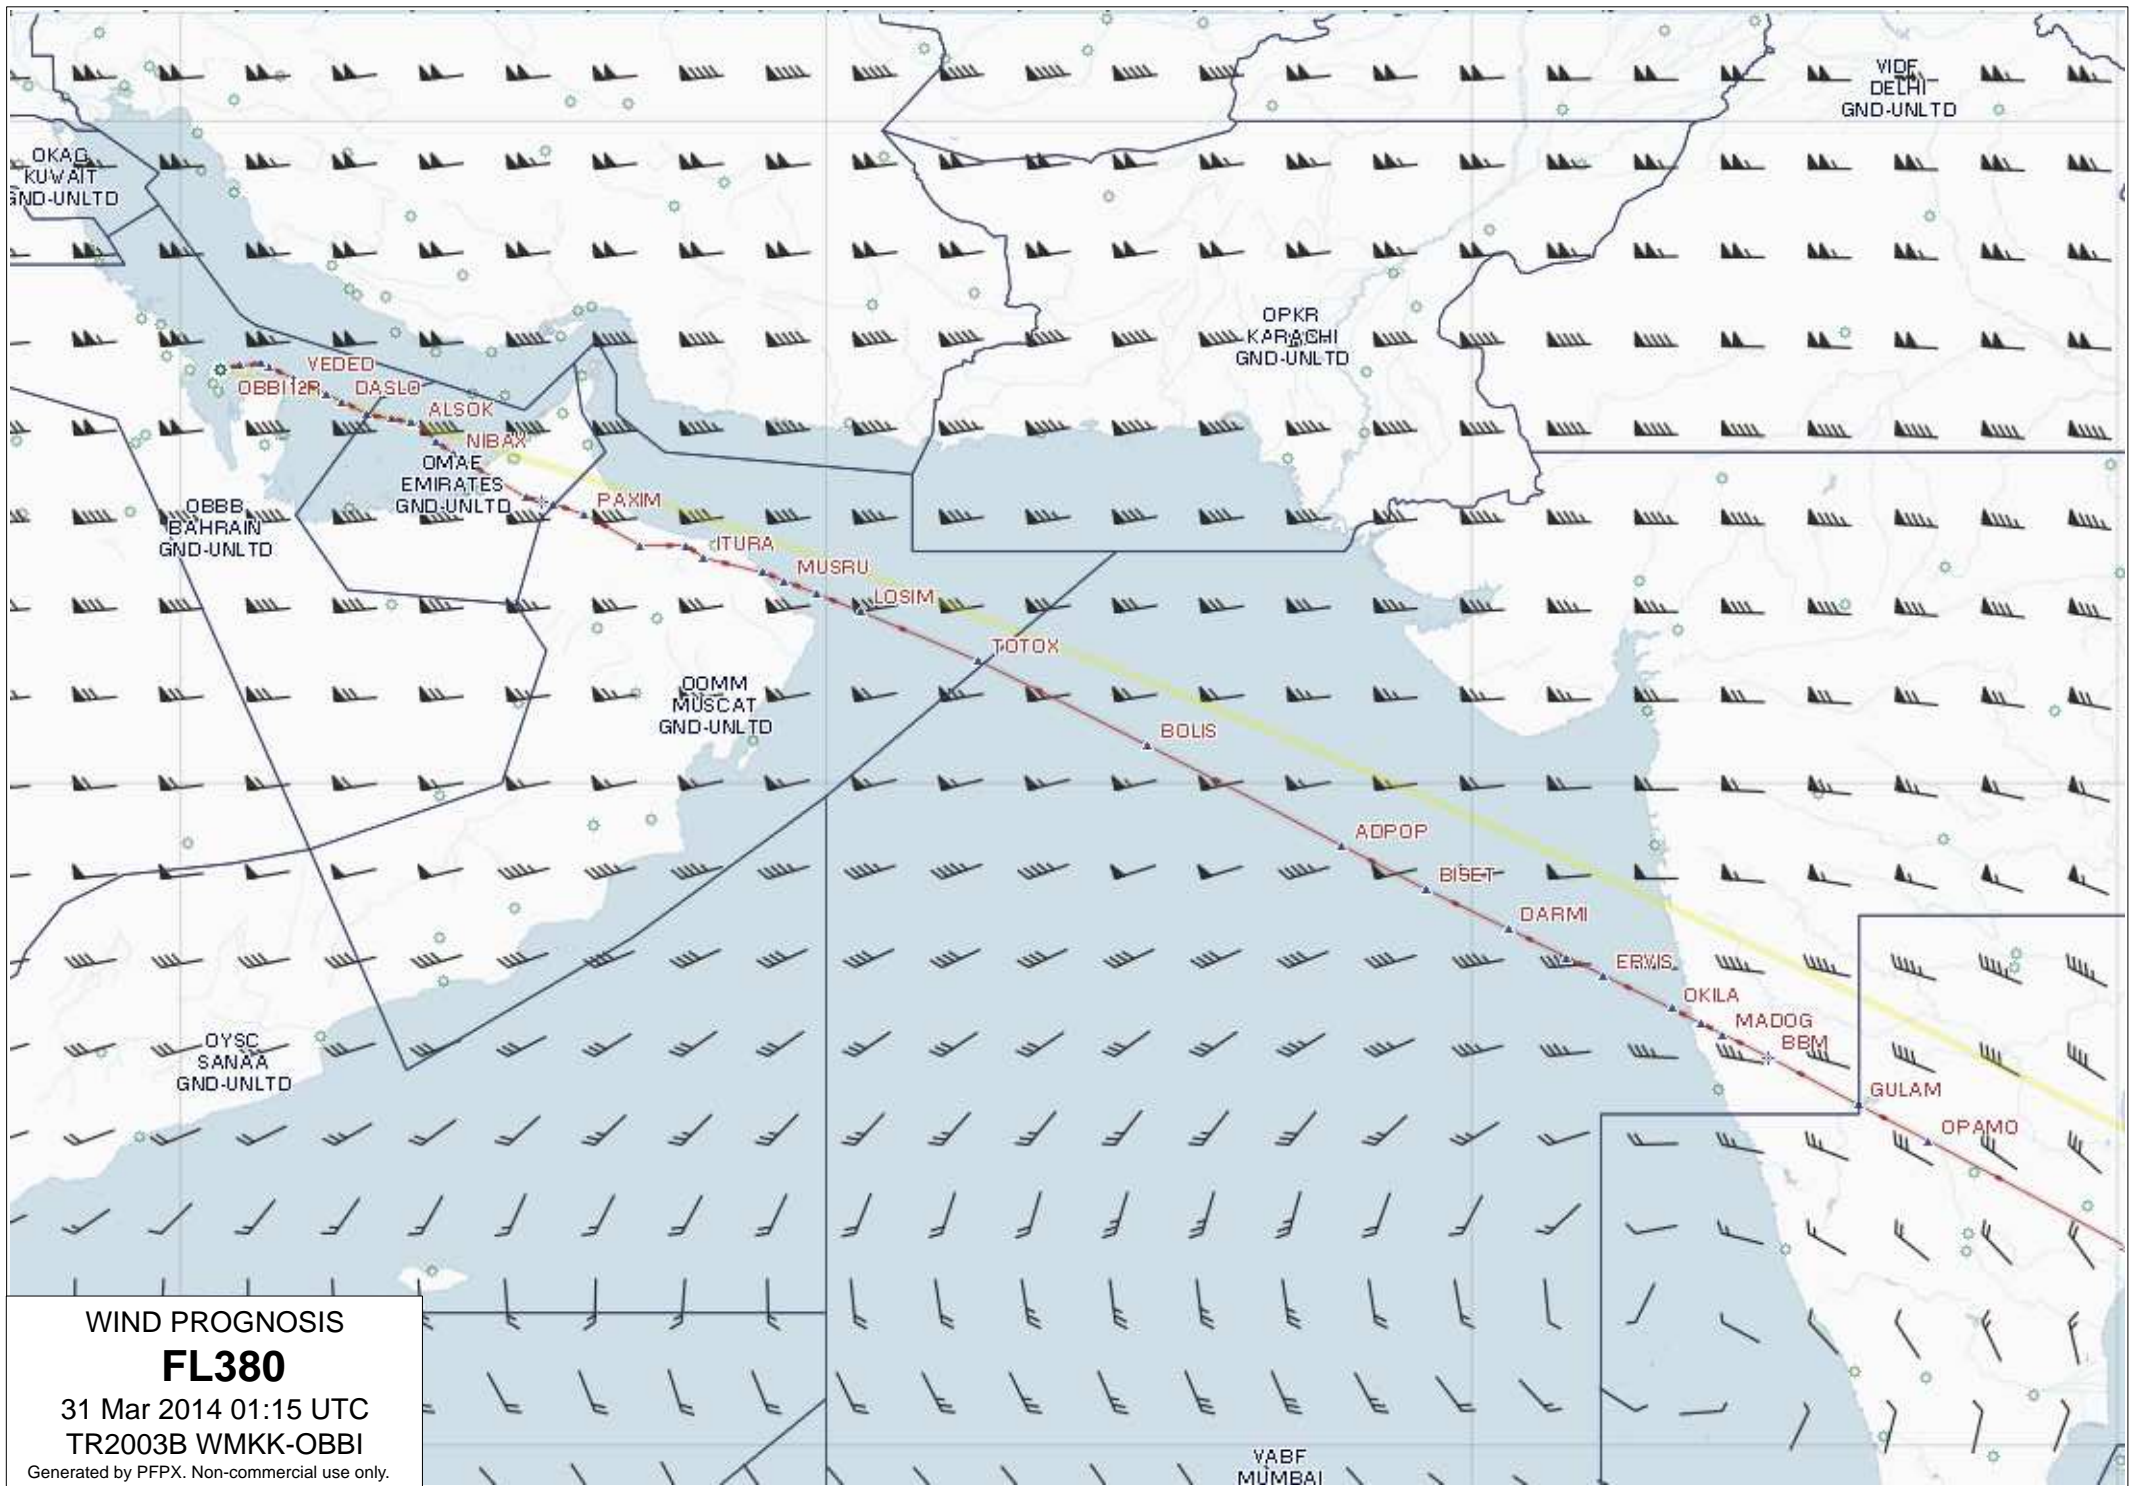 VIDF
DELHI
GND-UNLTD
OKAC
KUWAIT
GND-UNLTD
OPKR
KARACHI
GND-UNLTD
VEDED
OBBI12R
DASLO
ALSOK
NIBAX
OMAE
EMIRATES
GND-UNLTD
PAXIM
OBBB
BAHRAIN
GND-UNLTD
ITURA
MUSRU
LOSIM
TOTOX
OOMM
MUSCAT
GND-UNLTD
BOLIS
ADPOP
BISET
DARMI
ERVIS
OKILA
MADOG
BBM
OYSC
SANAA
GND-UNLTD
GULAM
OPAMO
WIND PROGNOSIS
FL380
31 Mar 2014 01:15 UTC
TR2003B WMKK-OBBI
Generated by PFPX. Non-commercial use only.
VABF
MUMBAI